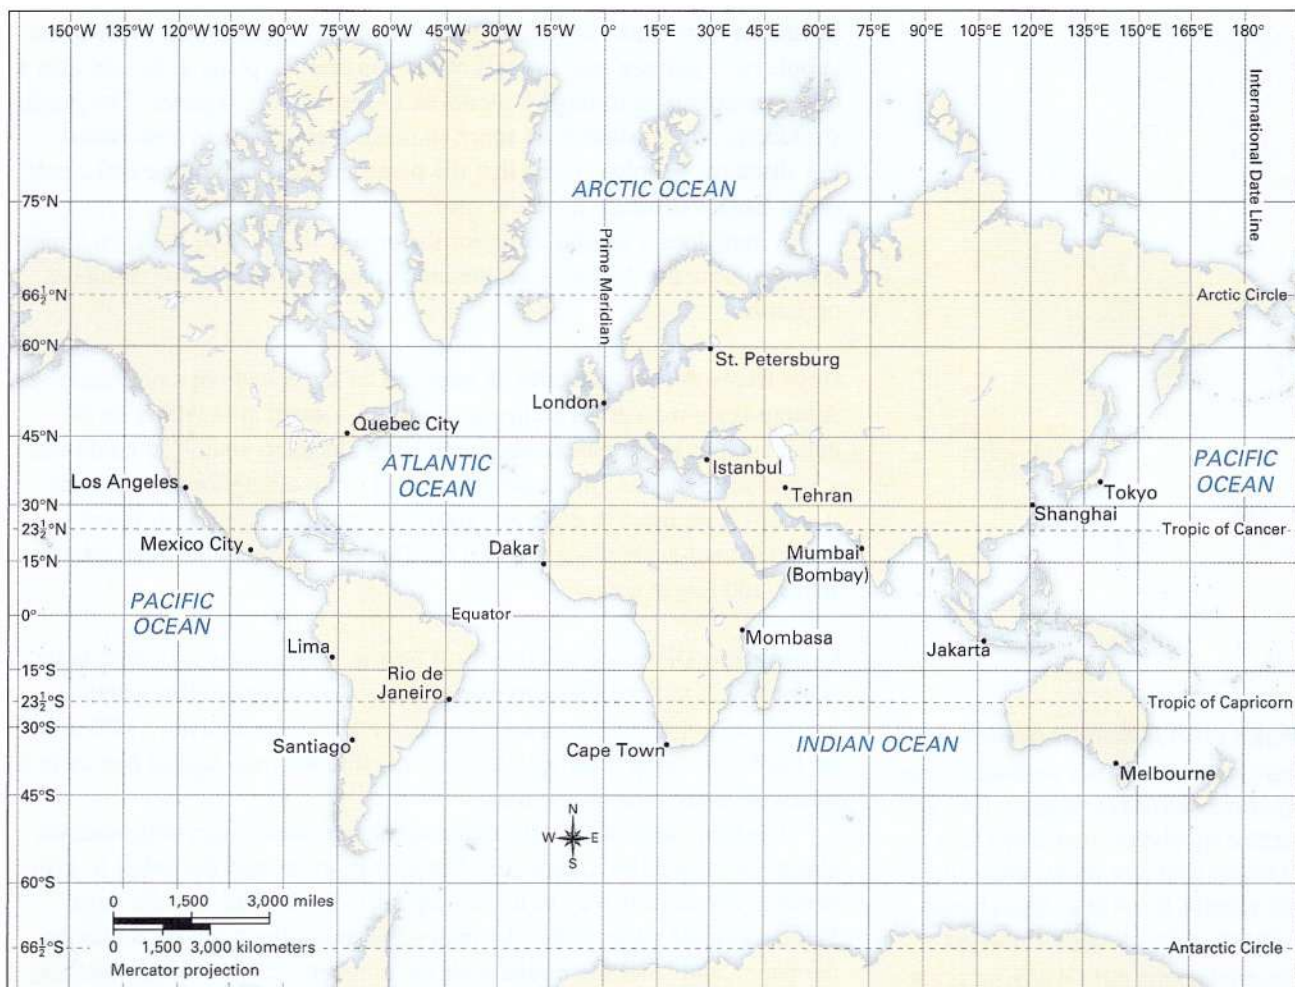 150°W 135°W 120°W 105°W 90°W 75°W 60°W 45°W 30°W 15°W 0° 15°E 30°E 45°E 60°E 75°E 90°E 105°E 120°E 135°E 150°E 165°E 180°
International Date Line
ARCTIC OCEAN
75°N
Prime Meridian
66½°N
Arctic Circle
60°N
St. Petersburg
London
Quebec City
45°N
ATLANTIC
OCEAN
PACIFIC
OCEAN
Istanbul
Los Angeles
Tehran
Tokyo
30°N
Shanghai
23½°N
Tropic of Cancer
Mexico City
Dakar
Mumbai
(Bombay)
15°N
PACIFIC
OCEAN
0°
Equator
Mombasa
Lima
Jakarta
15°S
Rio de
Janeiro
23½°S
Tropic of Capricorn
30°S
Santiago
Cape Town
INDIAN OCEAN
Melbourne
45°S
N
W E
S
60°S
0 1,500 3,000 miles
0 1,500 3,000 kilometers
66½°S
Antarctic Circle
Mercator projection